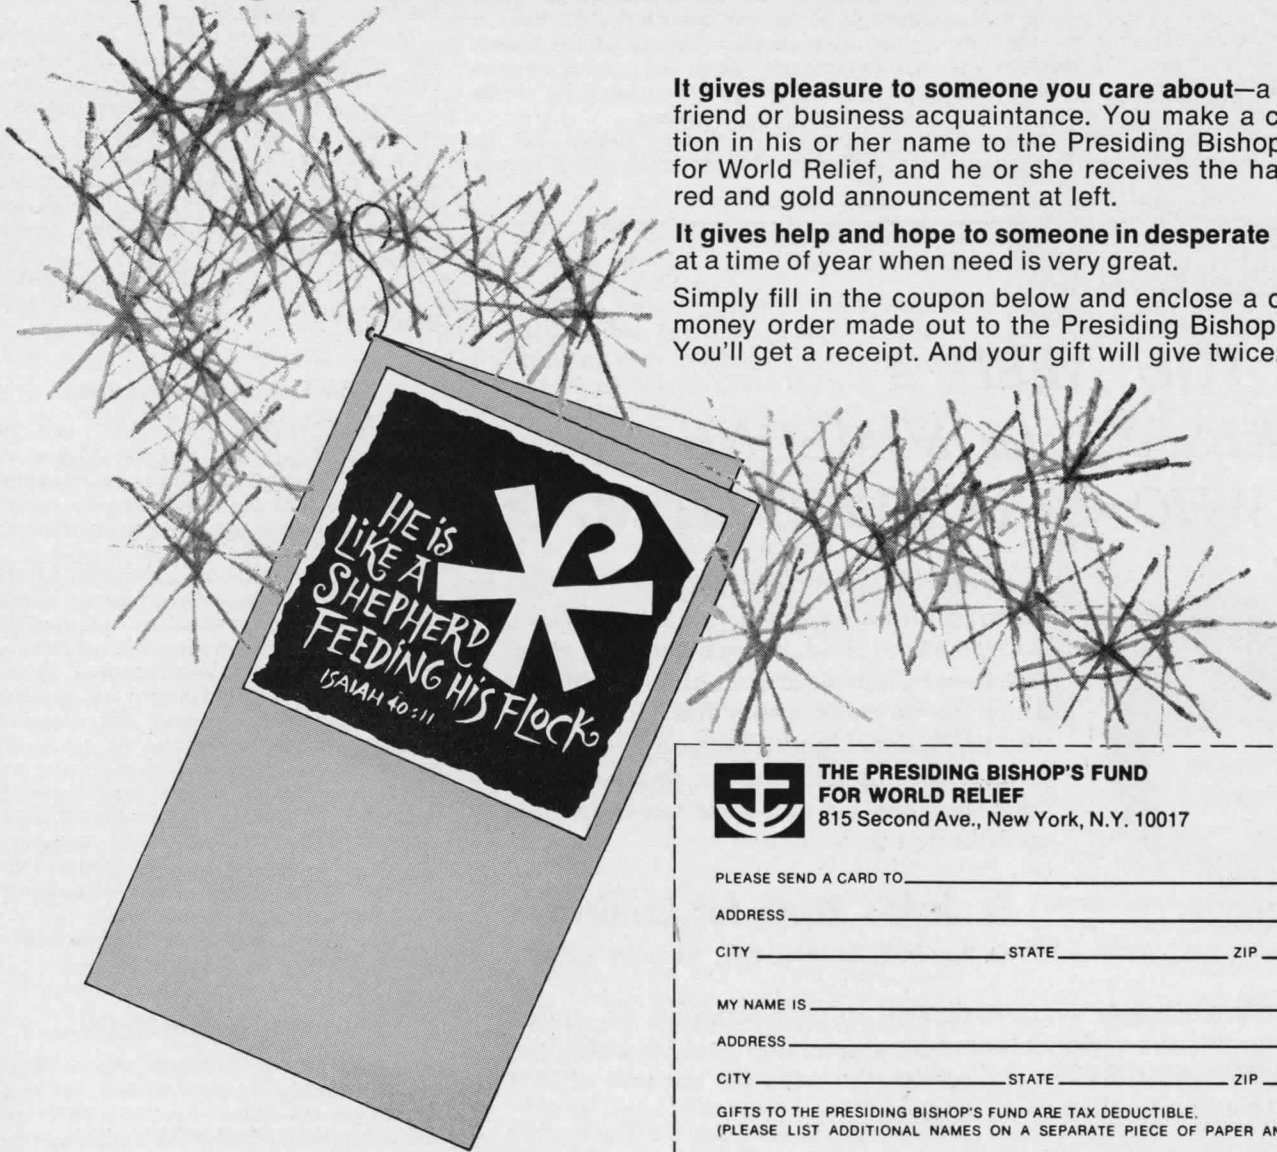 It gives pleasure to someone you care about—a
friend or business acquaintance. You make a
tion in his or her name to the Presiding Bishop
for World Relief, and he or she receives the
red and gold announcement at left.
It gives help and hope to someone in desperate
at a time of year when need is very great.
Simply fill in the coupon below and enclose a
money order made out to the Presiding Bishop
You'll get a receipt. And your gift will give twice.
HE iS
LiKE A
SHEPHERD
FEEDING HiS FLOCK
ISAIAH 40:11
THE PRESIDING BISHOP'S FUND
FOR WORLD RELIEF
815 Second Ave., New York, N.Y. 10017
PLEASE SEND A CARD TO
ADDRESS
CITY STATE ZIP
MY NAME IS
ADDRESS
CITY STATE ZIP
GIFTS TO THE PRESIDING BISHOP'S FUND ARE TAX DEDUCTIBLE.
(PLEASE LIST ADDITIONAL NAMES ON A SEPARATE PIECE OF PAPER